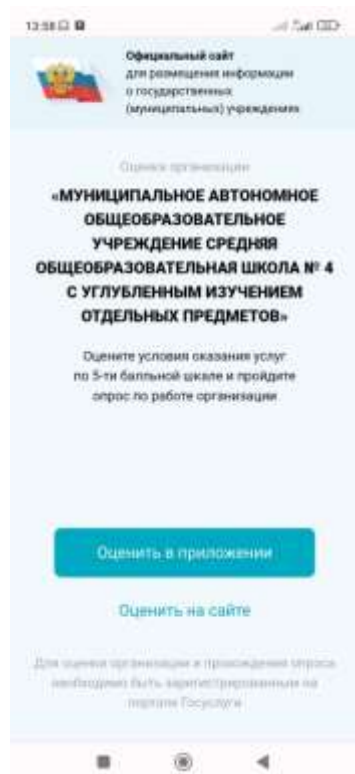 13:58
Официальный сайт
для размещения информации
о государственных
(муниципальных) учреждениях
Оценка организации
«МУНИЦИПАЛЬНОЕ АВТОНОМНОЕ
ОБЩЕОБРАЗОВАТЕЛЬНОЕ
УЧРЕЖДЕНИЕ СРЕДНЯЯ
ОБЩЕОБРАЗОВАТЕЛЬНАЯ ШКОЛА № 4
С УГЛУБЛЕННЫМ ИЗУЧЕНИЕМ
ОТДЕЛЬНЫХ ПРЕДМЕТОВ»
Оцените условия оказания услуг
по 5-ти балльной шкале и пройдите
опрос по работе организации
Оценить в приложении
Оценить на сайте
Для оценки организации и прохождения опроса
необходимо быть зарегистрированным на
портале Госуслуги